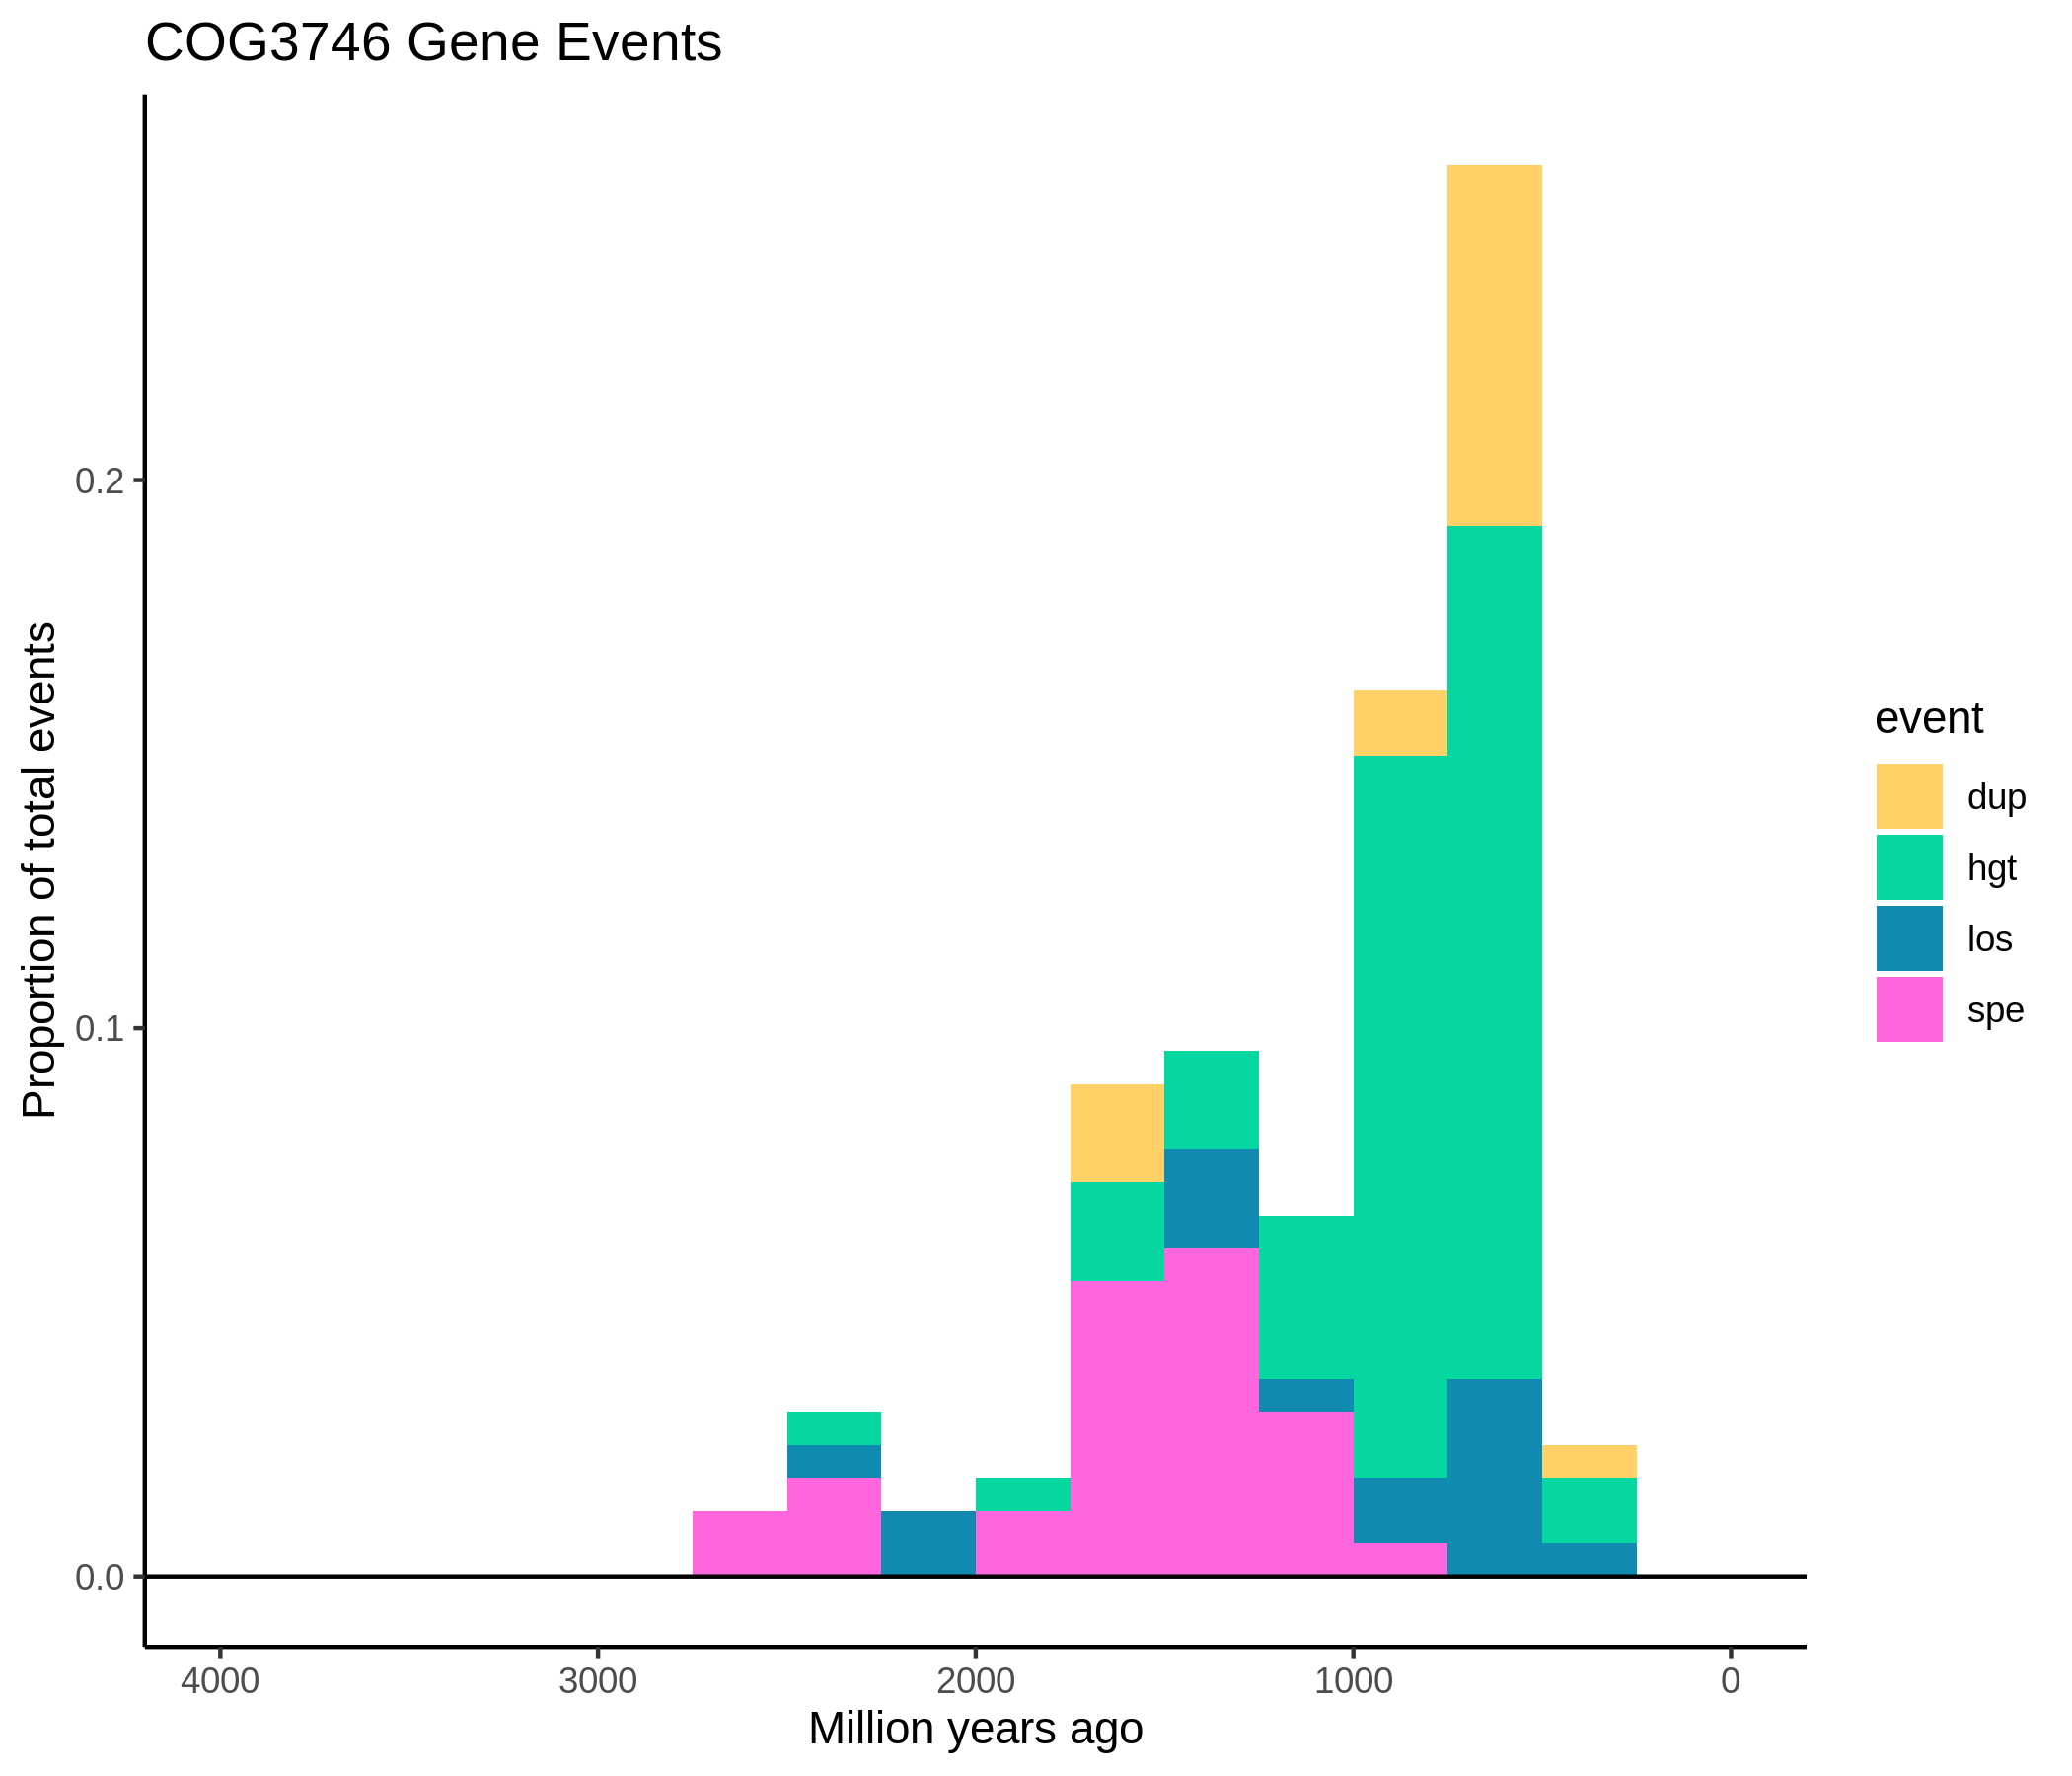 COG3746 Gene Events
Proportion of total events
0.2
0.1
0.0
4000 3000 2000 1000 0
Million years ago
event
dup
hgt
los
spe